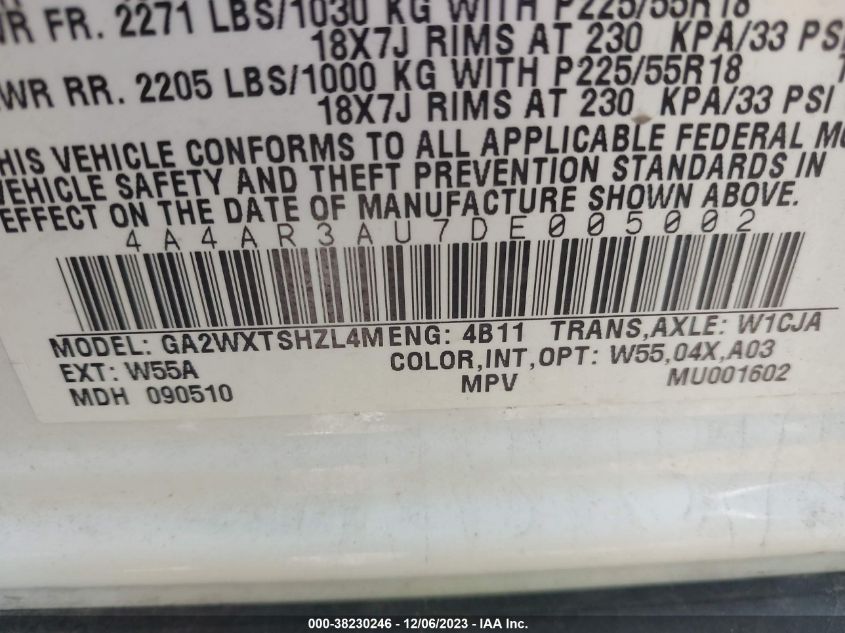 WR FR. 2271 LBS/1030 KG WITH P225/55R18
18X7J RIMS AT 230 KPA/33 PSI
WR RR. 2205 LBS/1000 KG WITH P225/55R18
18X7J RIMS AT 230 KPA/33 PSI
HIS VEHICLE CONFORMS TO ALL APPLICABLE FEDERAL MO
VEHICLE SAFETY AND THEFT PREVENTION STANDARDS IN
EFFECT ON THE DATE OF MANUFACTURE SHOWN ABOVE.
4A4AR3AU7DE005002
MODEL: GA2WXTSHZL4M ENG: 4B11 TRANS,AXLE: W1CJA
EXT: W55A COLOR,INT,OPT: W55,04X,A03
MDH 090510 MPV MU001602
000-38230246 - 12/06/2023 - © IAA, Inc.